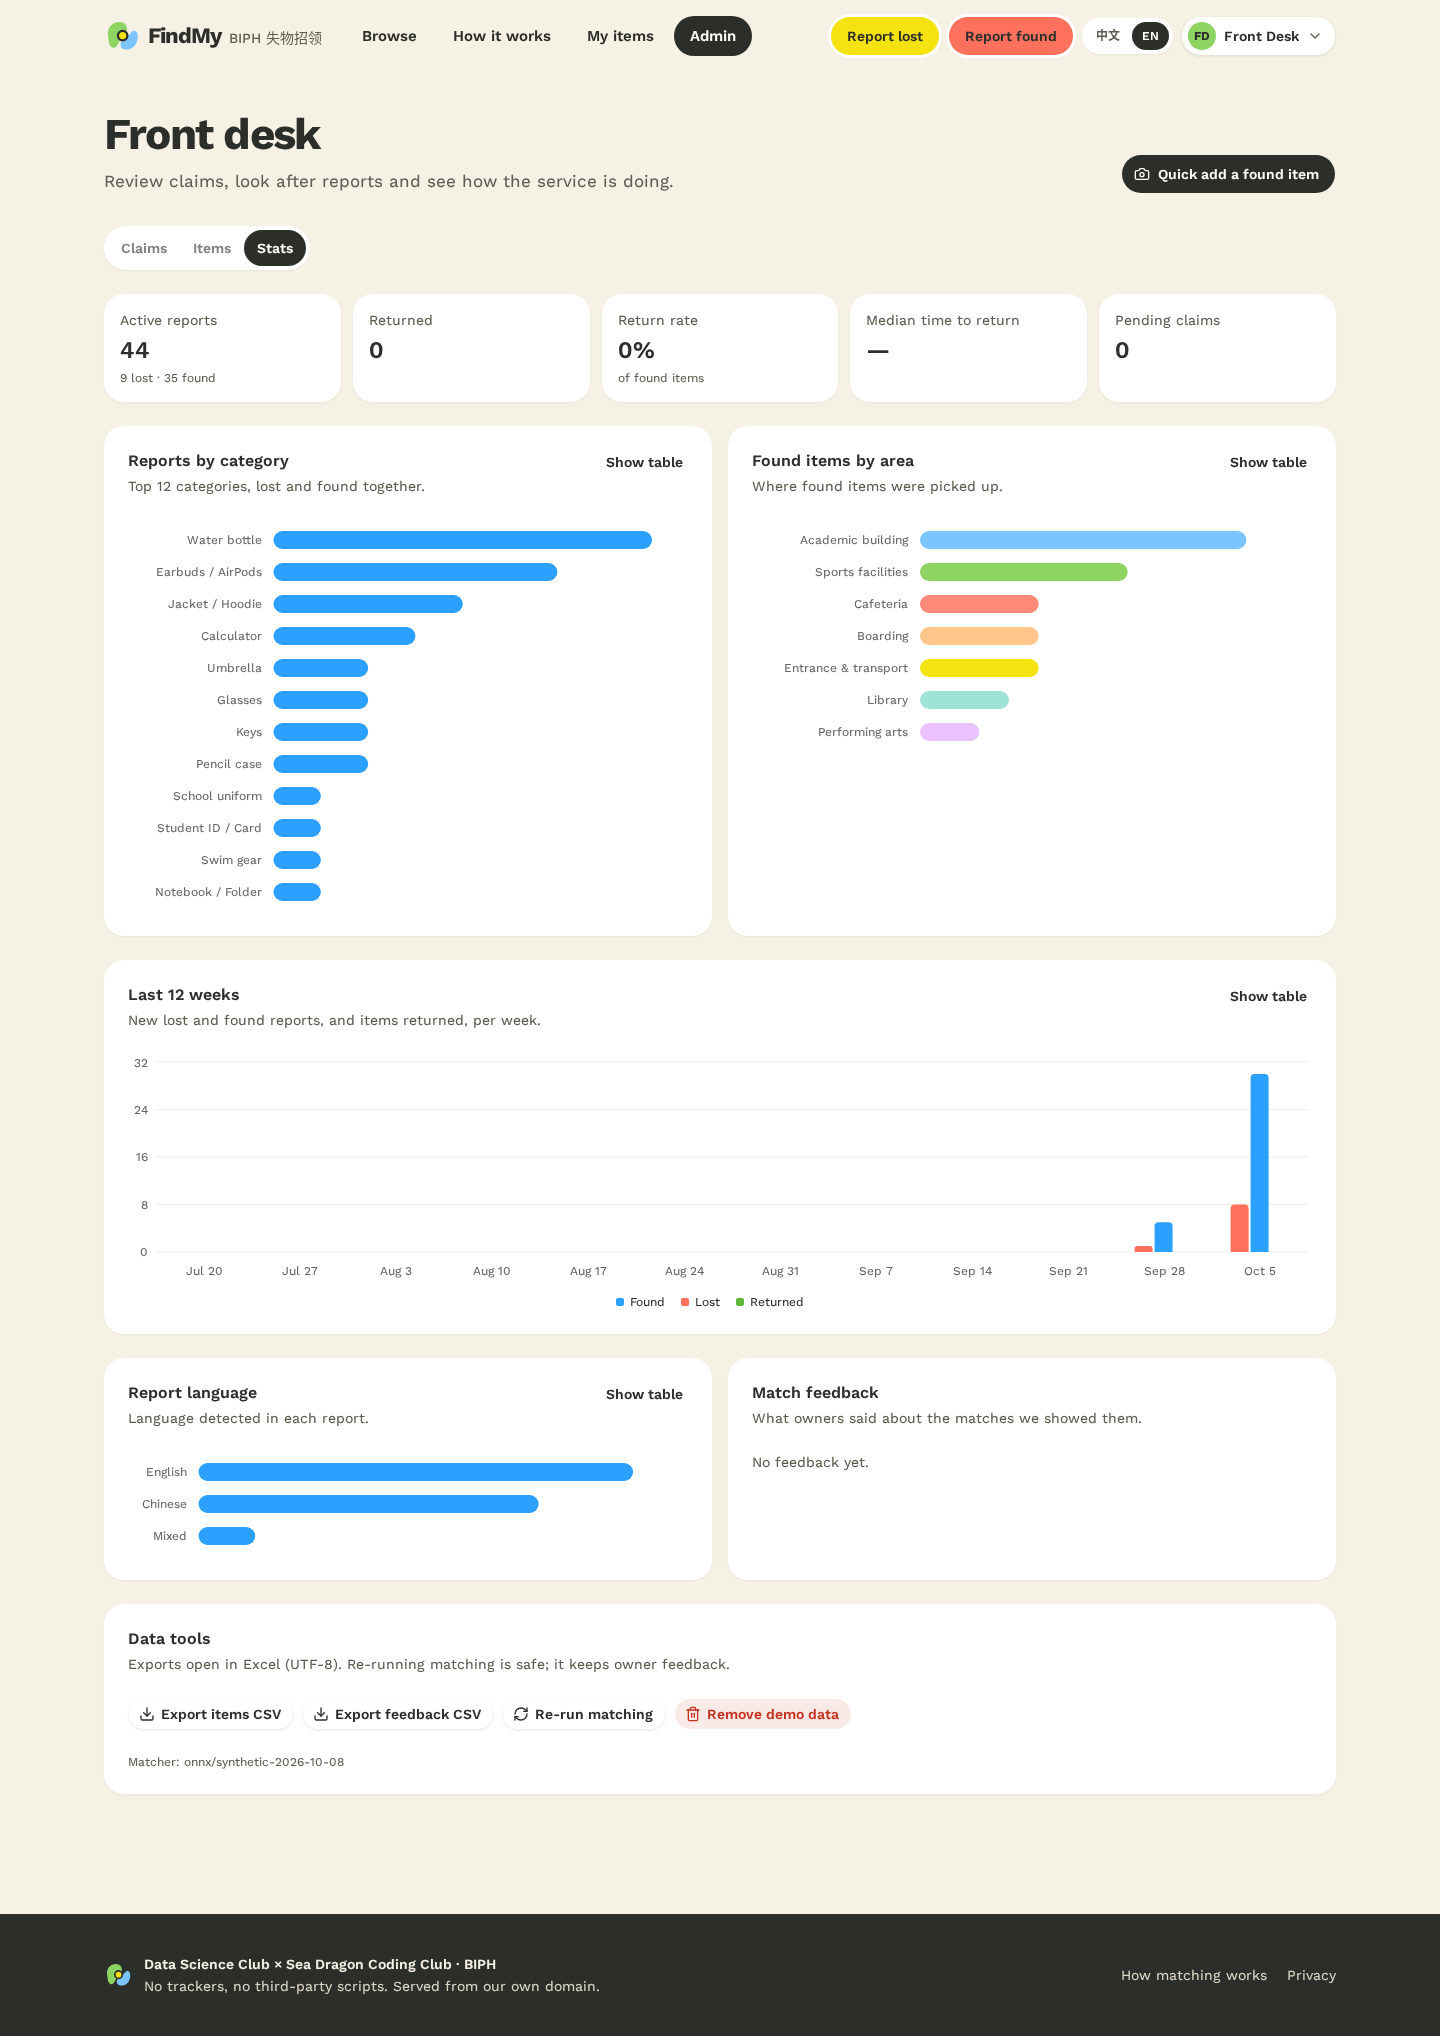 FindMy BIPH 失物招领 Browse How it works My items Admin Report lost Report found 中文 EN FD Front Desk
Front desk
Review claims, look after reports and see how the service is doing.
Quick add a found item
Claims Items Stats
Active reports
44
9 lost · 35 found
Returned
0
Return rate
0%
of found items
Median time to return
—
Pending claims
0
Reports by category
Show table
Top 12 categories, lost and found together.
Water bottle
Earbuds / AirPods
Jacket / Hoodie
Calculator
Umbrella
Glasses
Keys
Pencil case
School uniform
Student ID / Card
Swim gear
Notebook / Folder
Found items by area
Show table
Where found items were picked up.
Academic building
Sports facilities
Cafeteria
Boarding
Entrance & transport
Library
Performing arts
Last 12 weeks
Show table
New lost and found reports, and items returned, per week.
32
24
16
8
0
Jul 20 Jul 27 Aug 3 Aug 10 Aug 17 Aug 24 Aug 31 Sep 7 Sep 14 Sep 21 Sep 28 Oct 5
Found Lost Returned
Report language
Show table
Language detected in each report.
English
Chinese
Mixed
Match feedback
What owners said about the matches we showed them.
No feedback yet.
Data tools
Exports open in Excel (UTF-8). Re-running matching is safe; it keeps owner feedback.
Export items CSV Export feedback CSV Re-run matching Remove demo data
Matcher: onnx/synthetic-2026-10-08
Data Science Club × Sea Dragon Coding Club · BIPH
No trackers, no third-party scripts. Served from our own domain.
How matching works Privacy